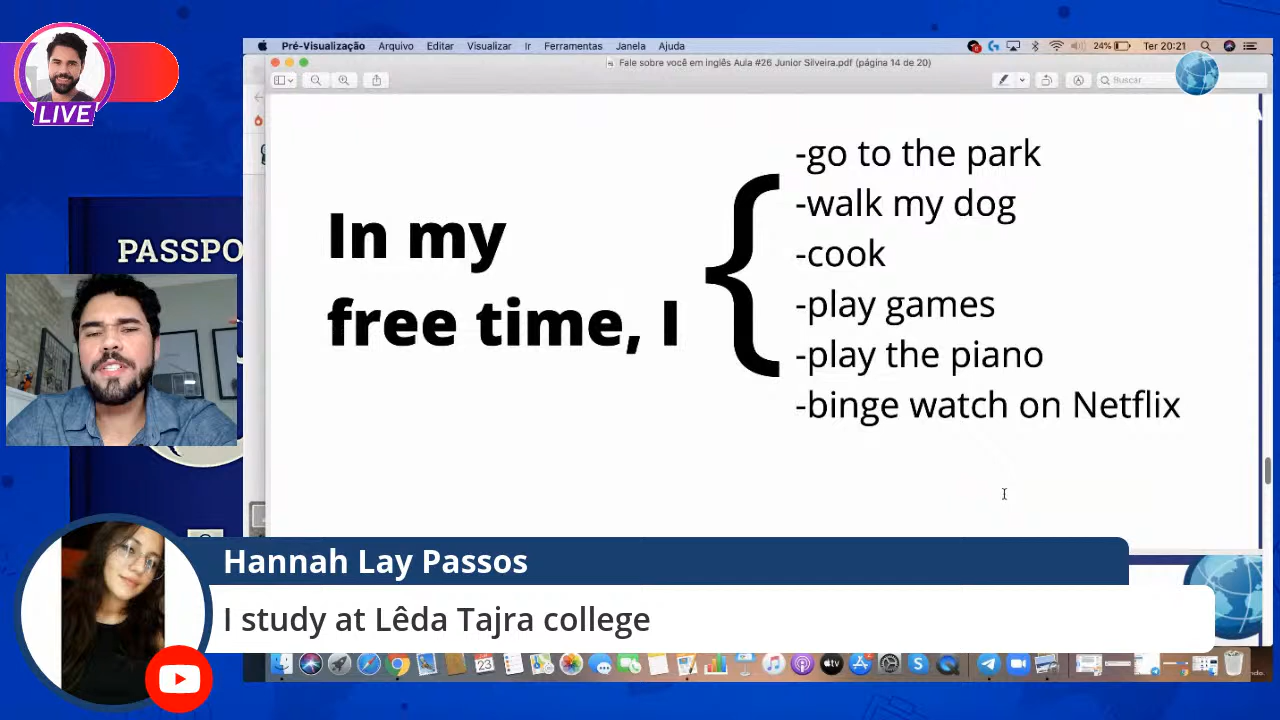 LIVE
Pré-Visualização Arquivo Editar Visualizar Ir Ferramentas Janela Ajuda 24% Ter 20:21
Fale sobre você em inglês Aula #26 Junior Silveira.pdf (página 14 de 20)
Buscar
PASSPO
In my
free time, I
{
-go to the park
-walk my dog
-cook
-play games
-play the piano
-binge watch on Netflix
Hannah Lay Passos
I study at Lêda Tajra college
23
tv